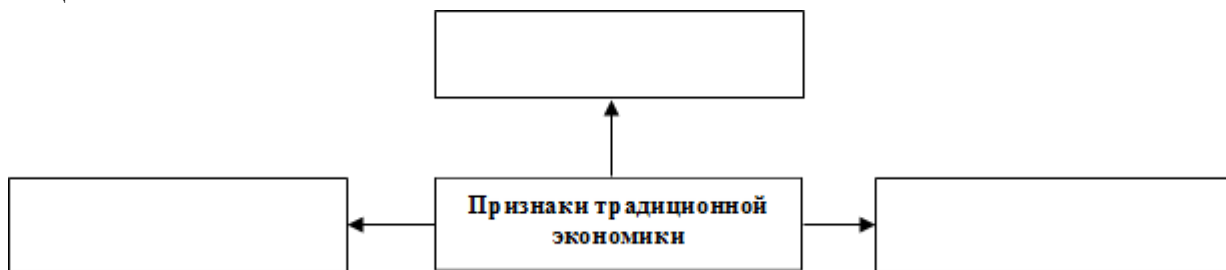 Признаки традиционной
экономики